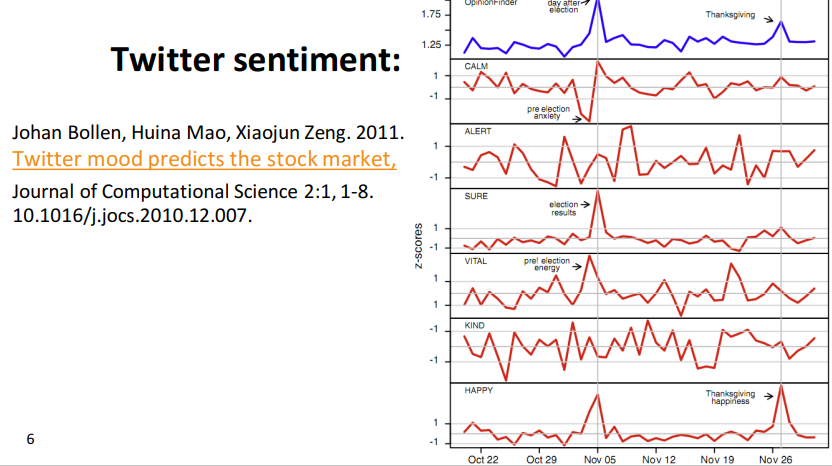 Twitter sentiment:
Johan Bollen, Huina Mao, Xiaojun Zeng. 2011.
Twitter mood predicts the stock market,
Journal of Computational Science 2:1, 1-8.
10.1016/j.jocs.2010.12.007.
6
OpinionFinder
day after
election
Thanksgiving
1.75
1.25
CALM
1
-1
pre election
anxiety
ALERT
1
-1
SURE
election
results
1
-1
z-scores
VITAL
pre! election
energy
1
1
KIND
-1
-1
HAPPY
Thanksgiving
happiness
1
-1
Oct 22
Oct 29
Nov 05
Nov 12
Nov 19
Nov 26